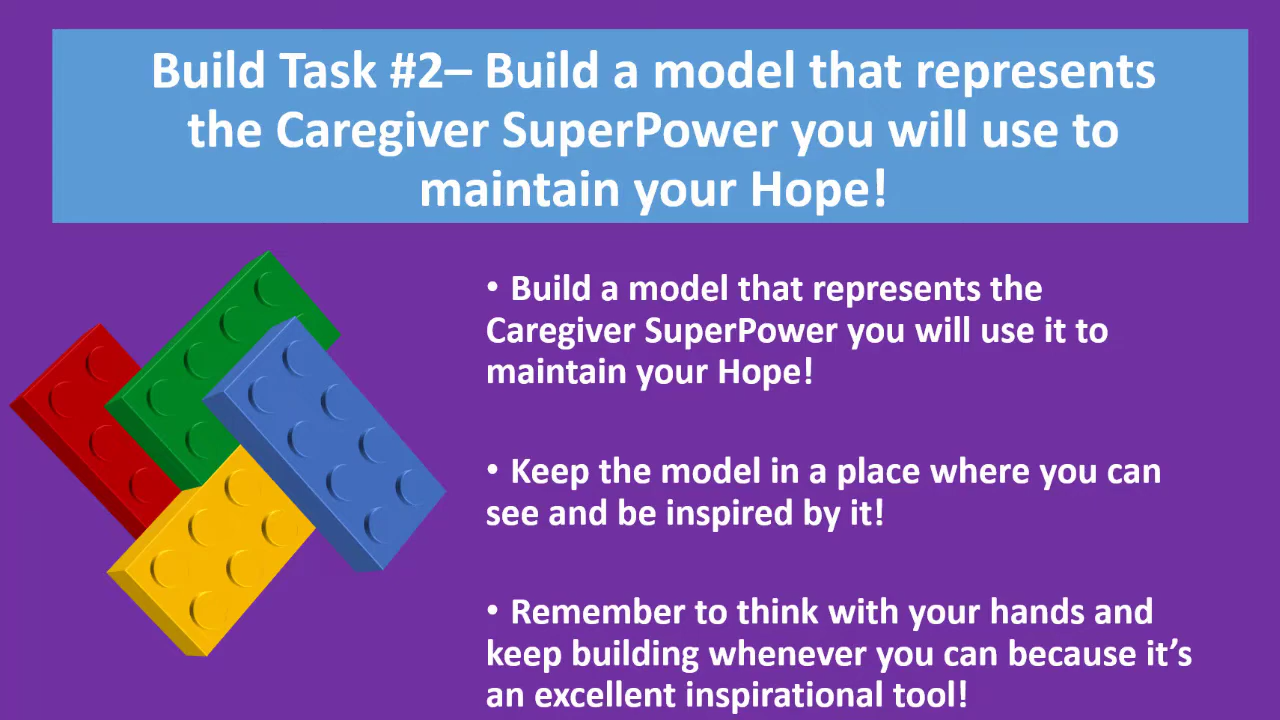 Build Task #2– Build a model that represents
the Caregiver SuperPower you will use to
maintain your Hope!
• Build a model that represents the
Caregiver SuperPower you will use it to
maintain your Hope!
• Keep the model in a place where you can
see and be inspired by it!
• Remember to think with your hands and
keep building whenever you can because it’s
an excellent inspirational tool!